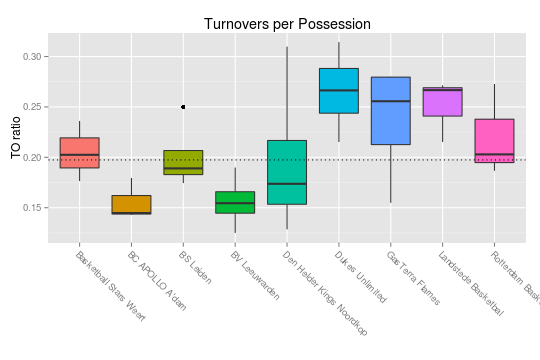 Turnovers per Possession
TO ratio
0.30
0.25
0.20
0.15
Basketball Stars Weert
BC APOLLO A'dam
BS Leiden
BV Leeuwarden
Den Helder Kings Noordkop
Dukes Unlimited
GasTerra Flames
Landstede Basketbal
Rotterdam Bask